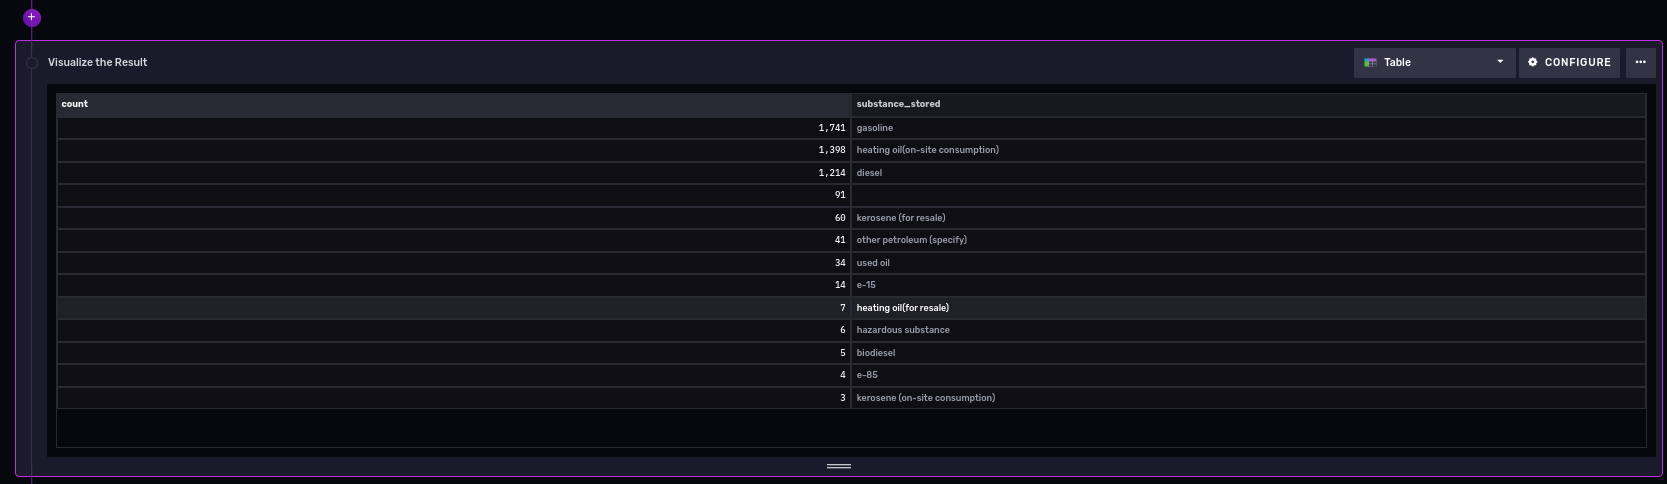 +
Visualize the Result Table CONFIGURE ...
count substance_stored
1,741 gasoline
1,398 heating oil(on-site consumption)
1,214 diesel
91
60 kerosene (for resale)
41 other petroleum (specify)
34 used oil
14 e-15
7 heating oil(for resale)
6 hazardous substance
5 biodiesel
4 e-85
3 kerosene (on-site consumption)